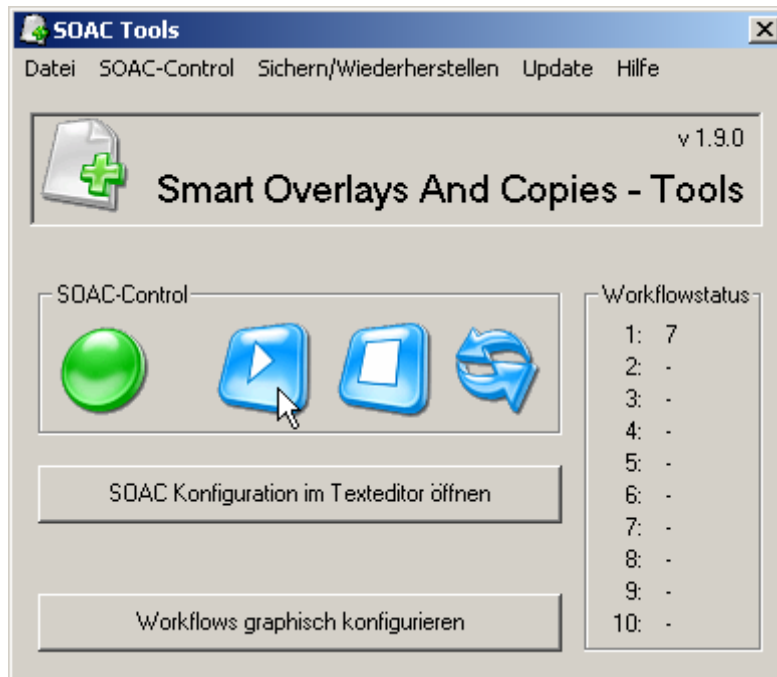 SOAC Tools
Datei SOAC-Control Sichern/Wiederherstellen Update Hilfe
v 1.9.0
Smart Overlays And Copies - Tools
SOAC-Control
Workflowstatus
1: 7
2: -
3: -
4: -
5: -
6: -
7: -
8: -
9: -
10: -
SOAC Konfiguration im Texteditor öffnen
Workflows graphisch konfigurieren